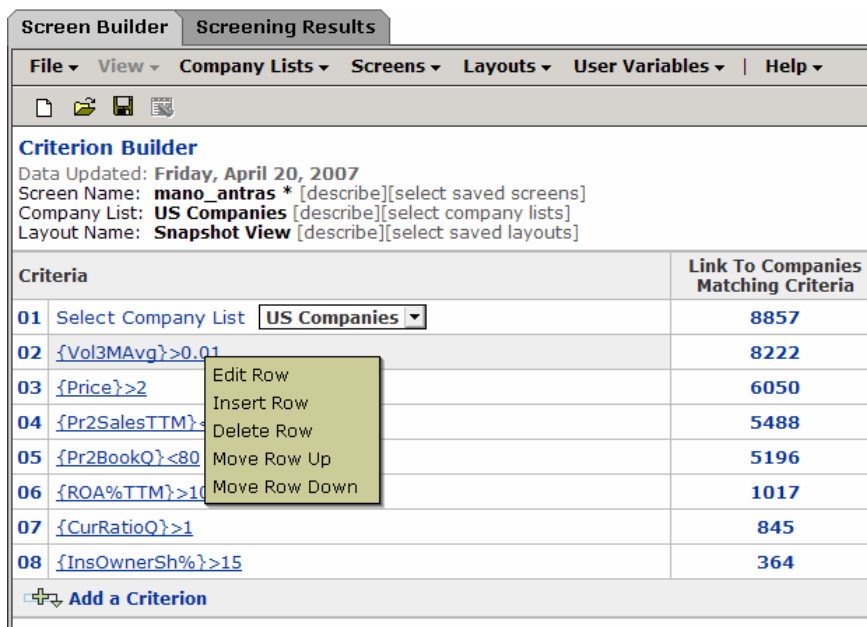 Screen Builder Screening Results
File View Company Lists Screens Layouts User Variables | Help
Criterion Builder
Data Updated: Friday, April 20, 2007
Screen Name: mano_antras * [describe][select saved screens]
Company List: US Companies [describe][select company lists]
Layout Name: Snapshot View [describe][select saved layouts]
Criteria Link To Companies Matching Criteria
01 Select Company List US Companies 8857
02 {Vol3MAvg}>0.01 8222
Edit Row
Insert Row
Delete Row
Move Row Up
Move Row Down
03 {Price}>2 6050
04 {Pr2SalesTTM}< 5488
05 {Pr2BookQ}<80 5196
06 {ROA%TTM}>10 1017
07 {CurRatioQ}>1 845
08 {InsOwnerSh%}>15 364
Add a Criterion